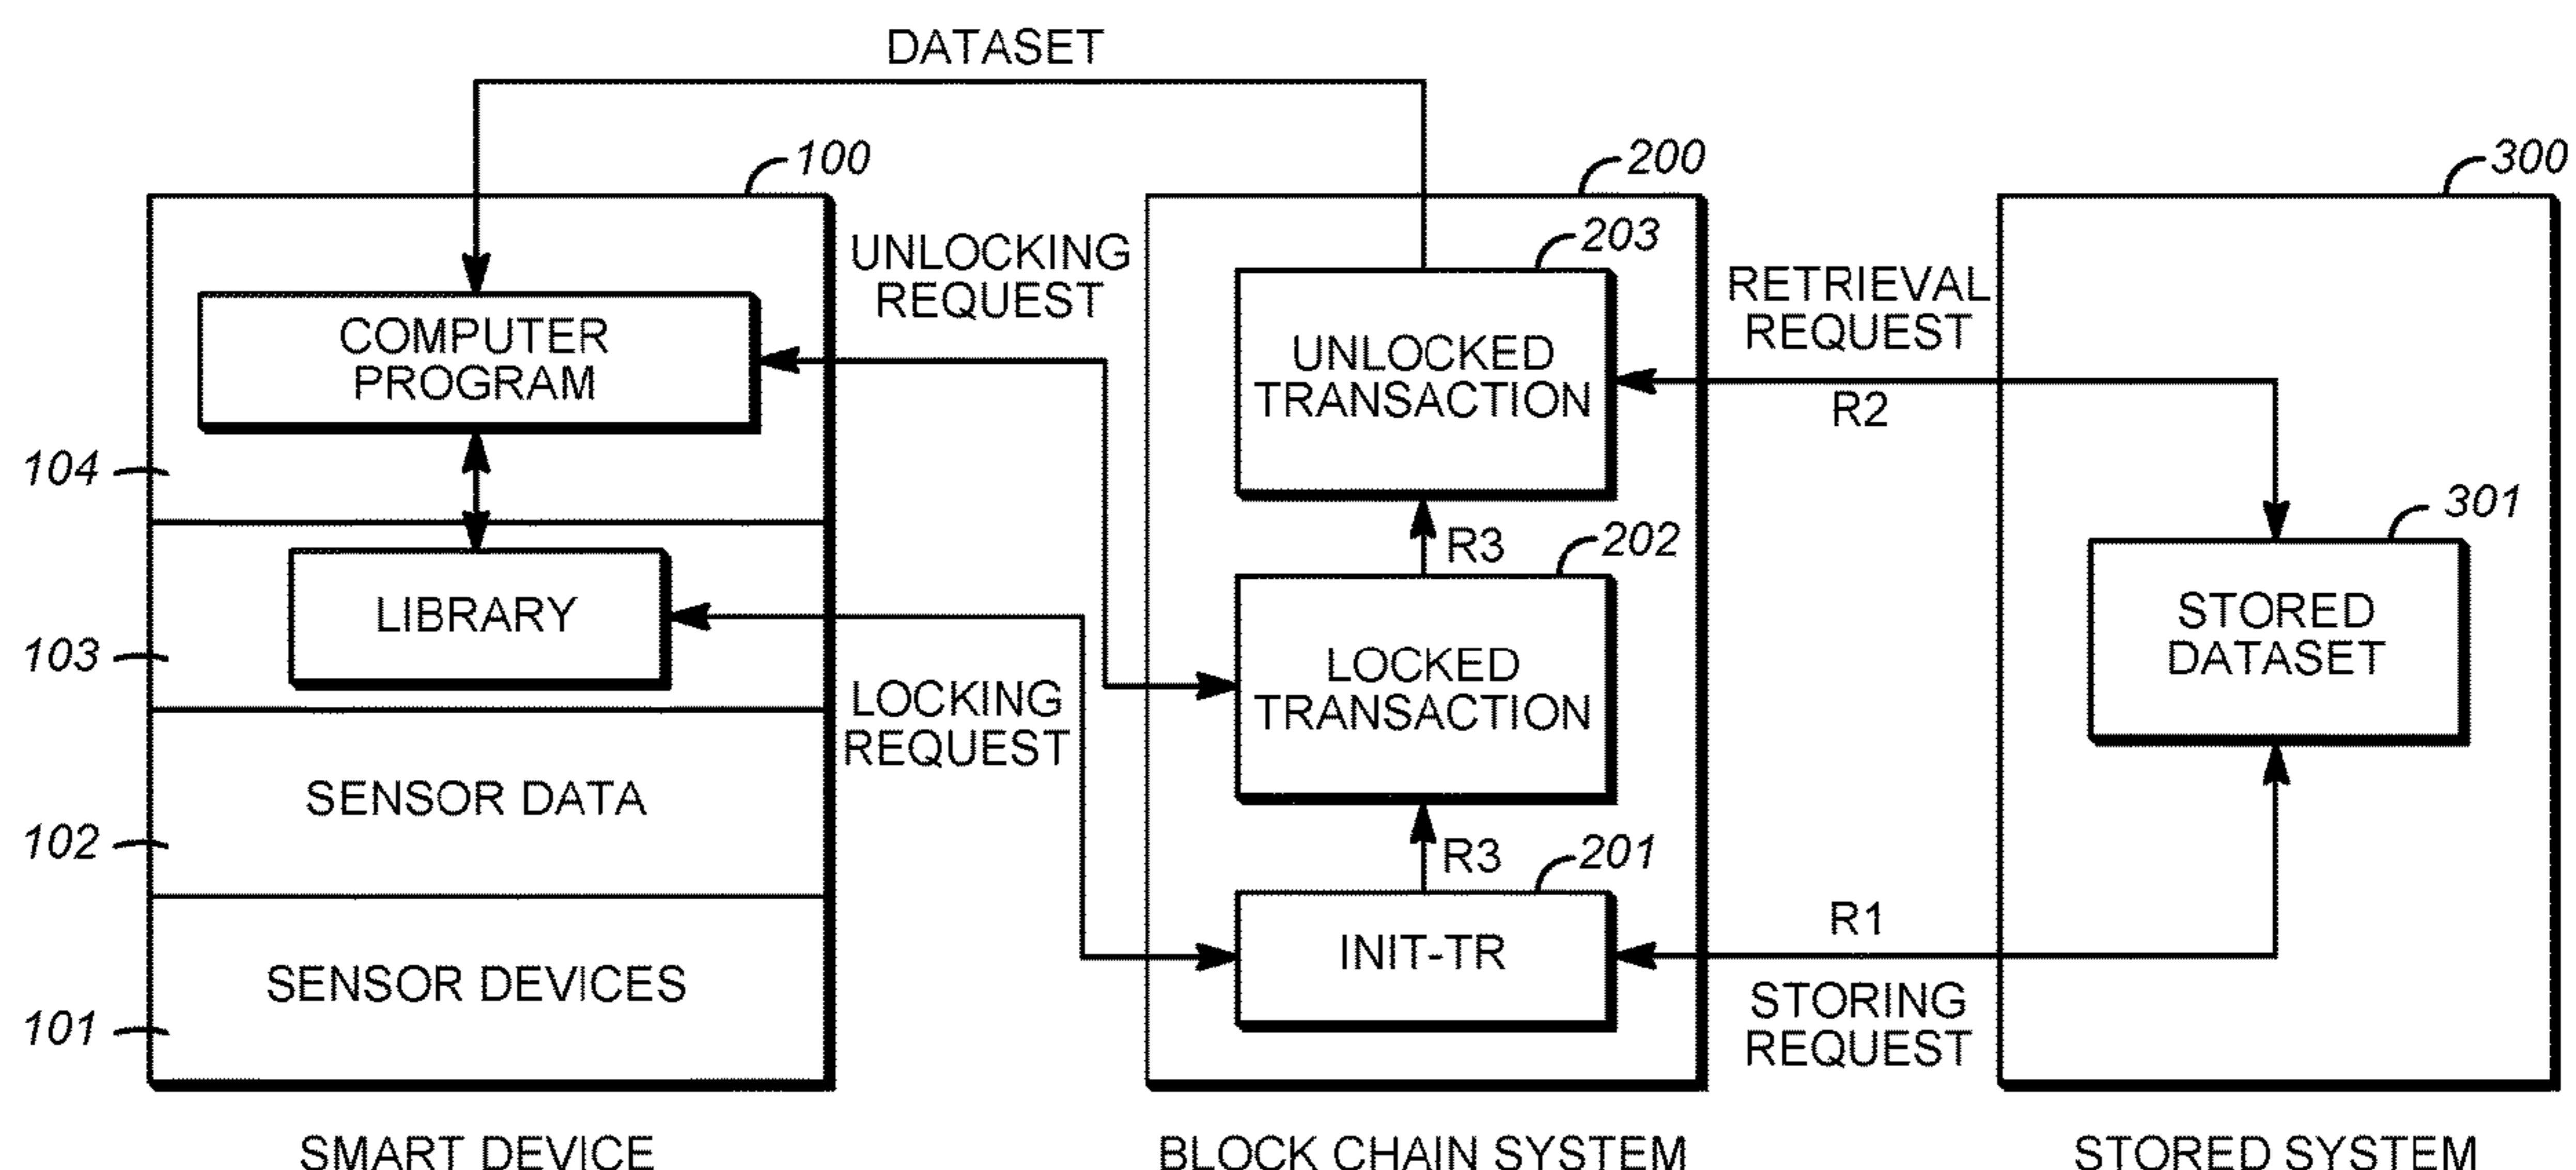 DATASET
100
200
300
UNLOCKING
REQUEST
203
RETRIEVAL
REQUEST
COMPUTER
PROGRAM
UNLOCKED
TRANSACTION
R2
104
301
R3
202
LIBRARY
STORED
DATASET
103
LOCKED
TRANSACTION
LOCKING
REQUEST
SENSOR DATA
102
R3
201
R1
INIT-TR
SENSOR DEVICES
STORING
REQUEST
101
SMART DEVICE
BLOCK CHAIN SYSTEM
STORED SYSTEM